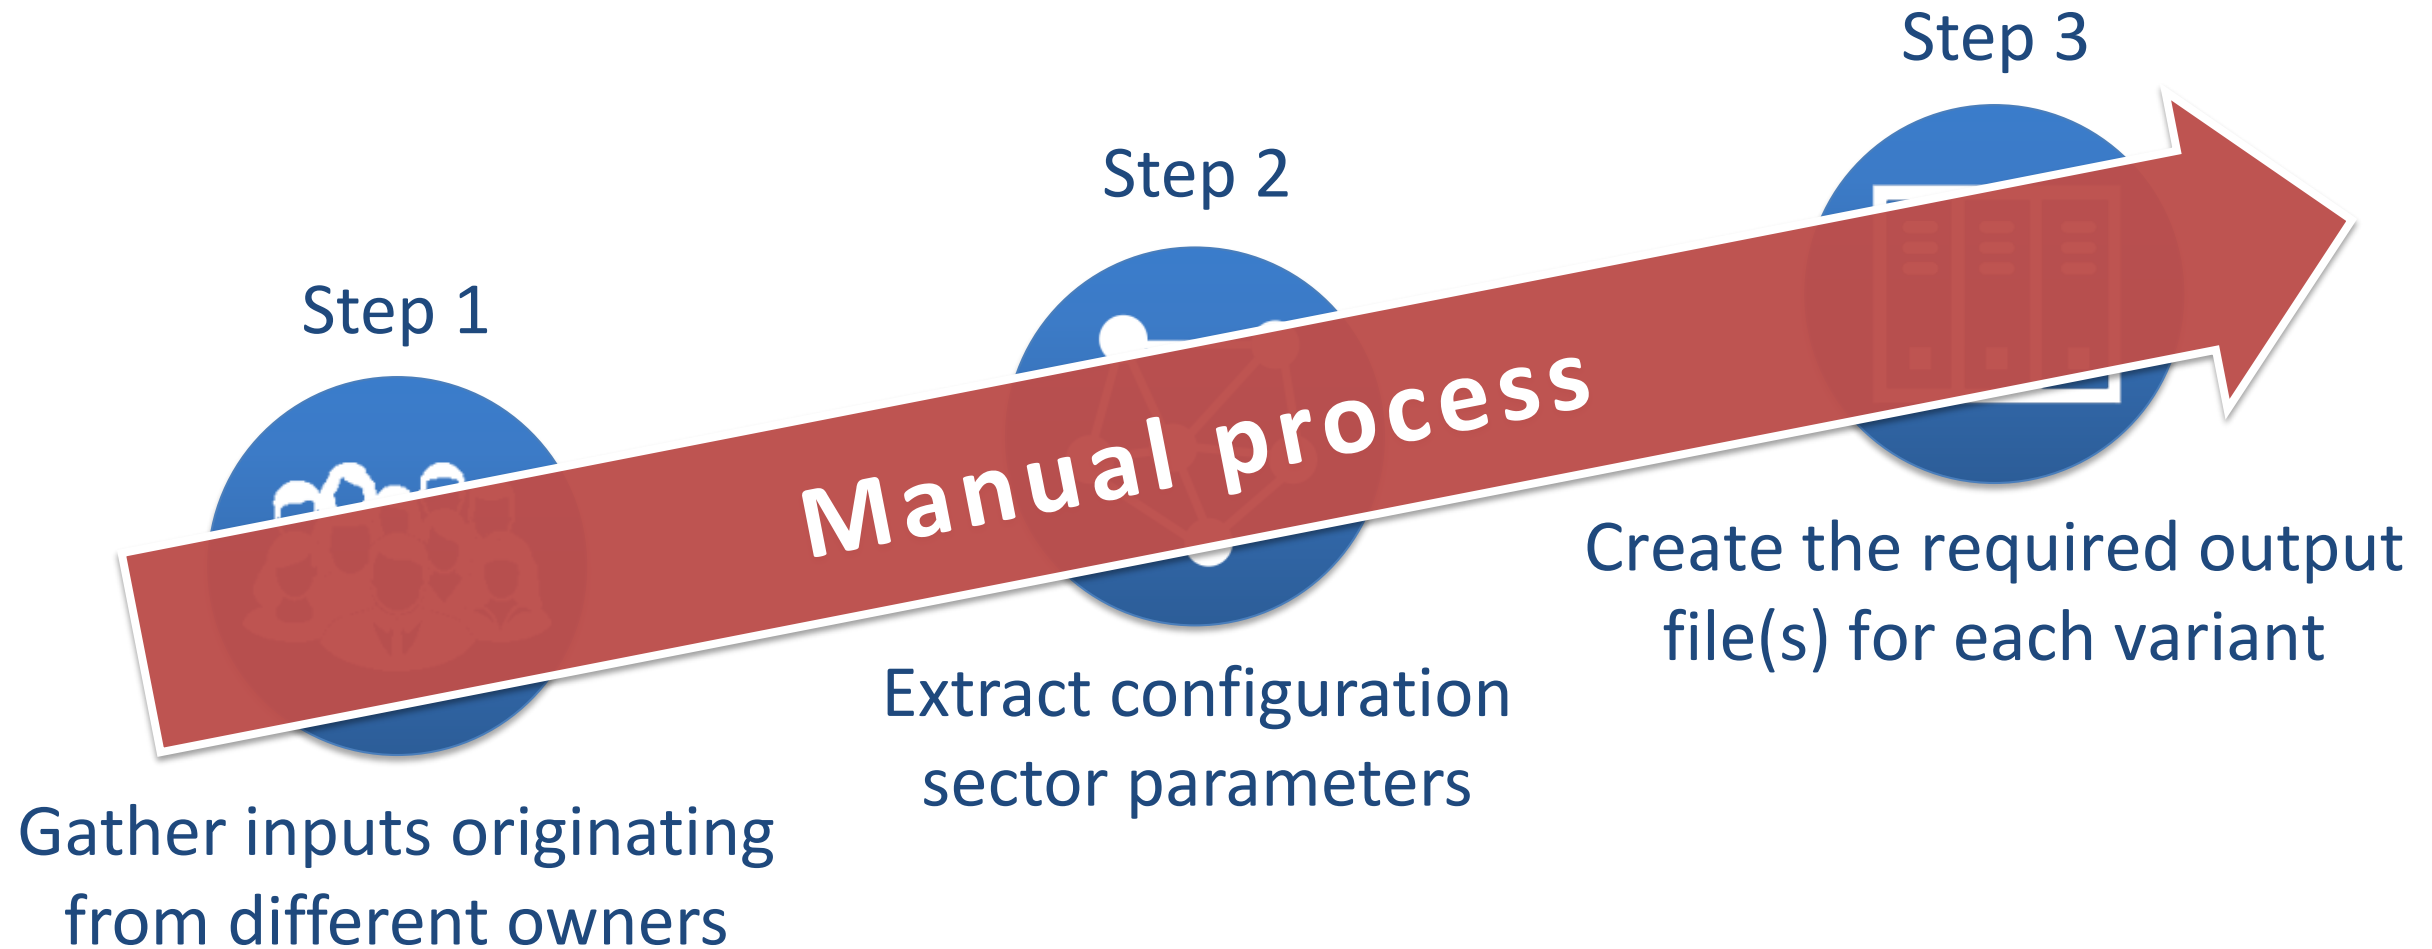 Step 1
Gather inputs originating
from different owners
Step 2
Extract configuration
sector parameters
Step 3
Create the required output
file(s) for each variant
Manual process